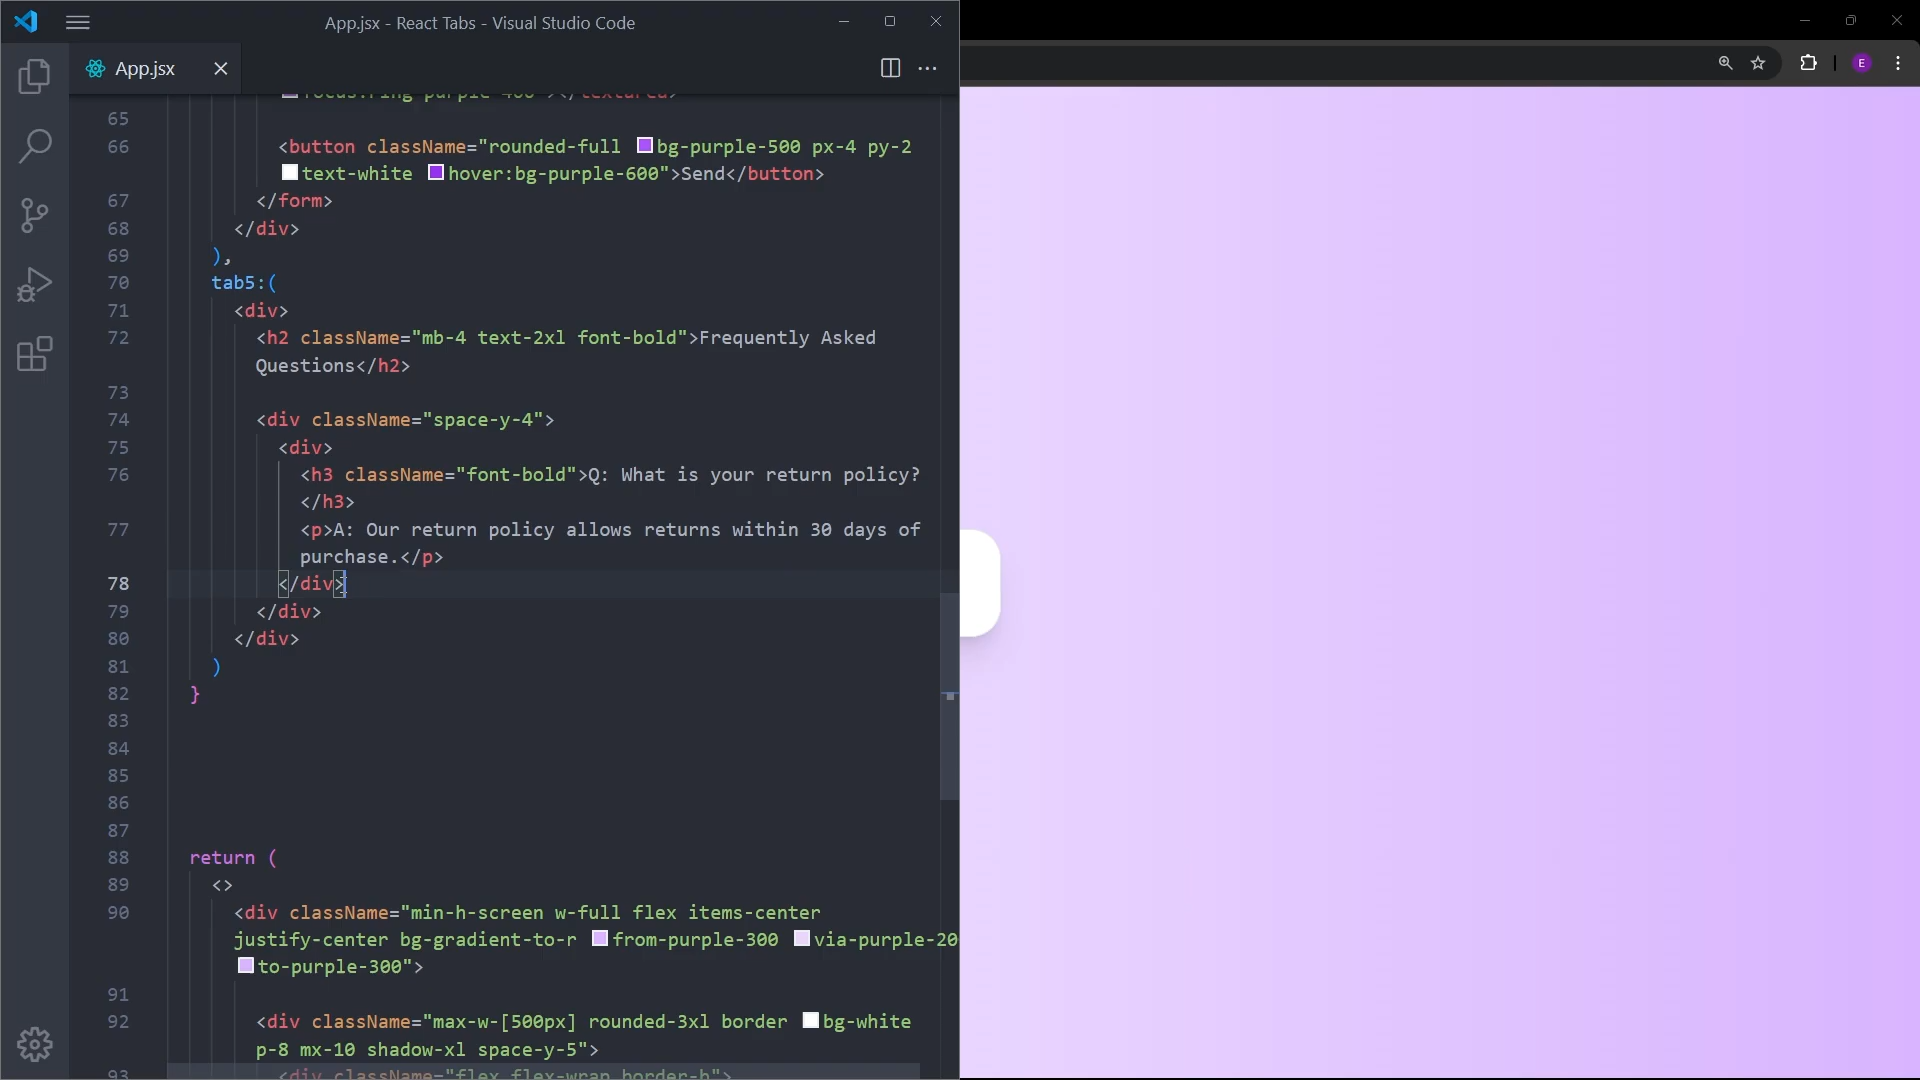 App.jsx - React Tabs - Visual Studio Code
E
App.jsx
65
66 <button className="rounded-full bg-purple-500 px-4 py-2
text-white hover:bg-purple-600">Send</button>
67 </form>
68 </div>
69 ),
70 tab5:(
71 <div>
72 <h2 className="mb-4 text-2xl font-bold">Frequently Asked
Questions</h2>
73
74 <div className="space-y-4">
75 <div>
76 <h3 className="font-bold">Q: What is your return policy?
</h3>
77 <p>A: Our return policy allows returns within 30 days of
purchase.</p>
78 </div>
79 </div>
80 </div>
81 )
82 }
83
84
85
86
87
88 return (
89 <>
90 <div className="min-h-screen w-full flex items-center
justify-center bg-gradient-to-r from-purple-300 via-purple-20
to-purple-300">
91
92 <div className="max-w-[500px] rounded-3xl border bg-white
p-8 mx-10 shadow-xl space-y-5">
93 <div className="flex flex-wrap border-b">